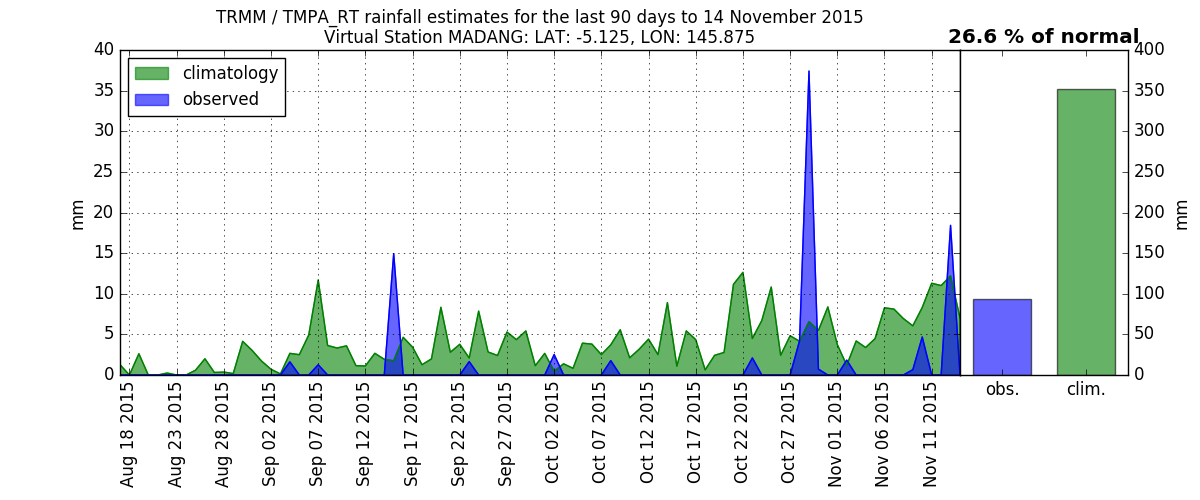 TRMM / TMPA_RT rainfall estimates for the last 90 days to 14 November 2015
Virtual Station MADANG: LAT: -5.125, LON: 145.875
26.6 % of normal
climatology
observed
40
35
30
25
20
15
10
5
0
mm
400
350
300
250
200
150
100
50
0
mm
Aug 18 2015
Aug 23 2015
Aug 28 2015
Sep 02 2015
Sep 07 2015
Sep 12 2015
Sep 17 2015
Sep 22 2015
Sep 27 2015
Oct 02 2015
Oct 07 2015
Oct 12 2015
Oct 17 2015
Oct 22 2015
Oct 27 2015
Nov 01 2015
Nov 06 2015
Nov 11 2015
obs.
clim.